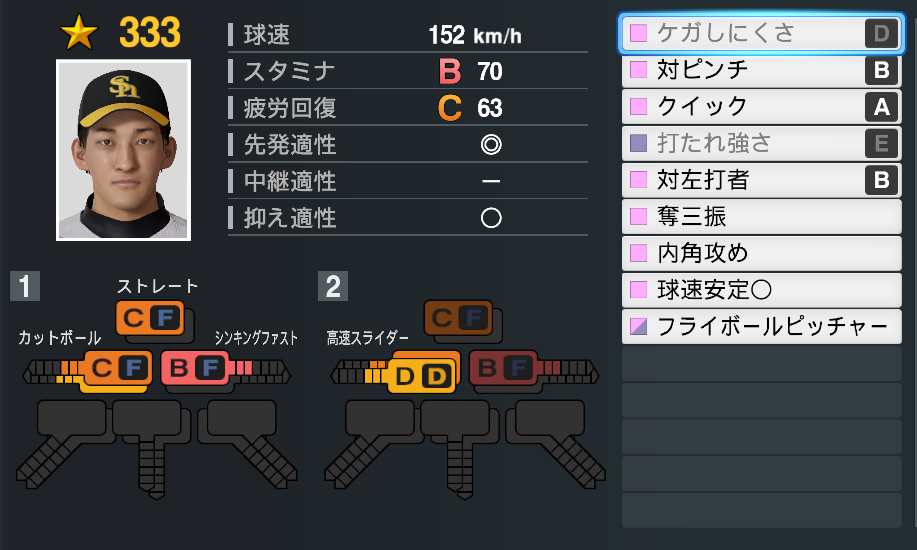 333
球速 152 km/h
スタミナ B 70
疲労回復 C 63
先発適性 ◎
中継適性 ー
抑え適性 ○
1
ストレート
C F
カットボール
C F
シンキングファスト
B F
2
C F
高速スライダー
D D
B F
ケガしにくさ D
対ピンチ B
クイック A
打たれ強さ E
対左打者 B
奪三振
内角攻め
球速安定○
フライボールピッチャー